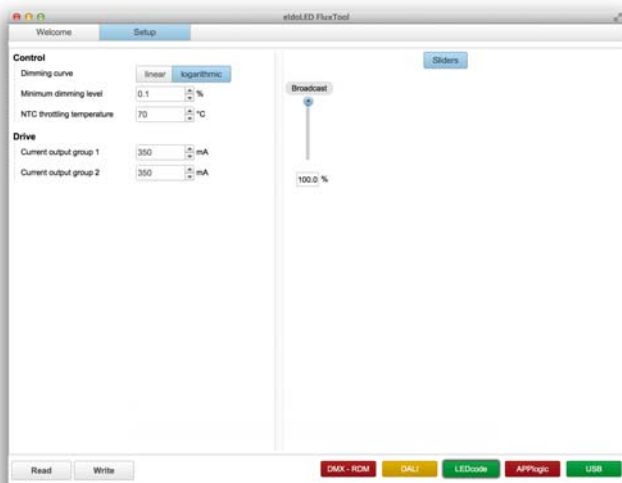 eldoLED FluxTool
Welcome Setup
Control
Dimming curve linear logarithmic
Minimum dimming level 0.1 %
NTC throttling temperature 70 °C
Drive
Current output group 1 350 mA
Current output group 2 350 mA
Sliders
Broadcast
100.0 %
Read Write DMX - RDM DALI LEDcode APPlogic USB